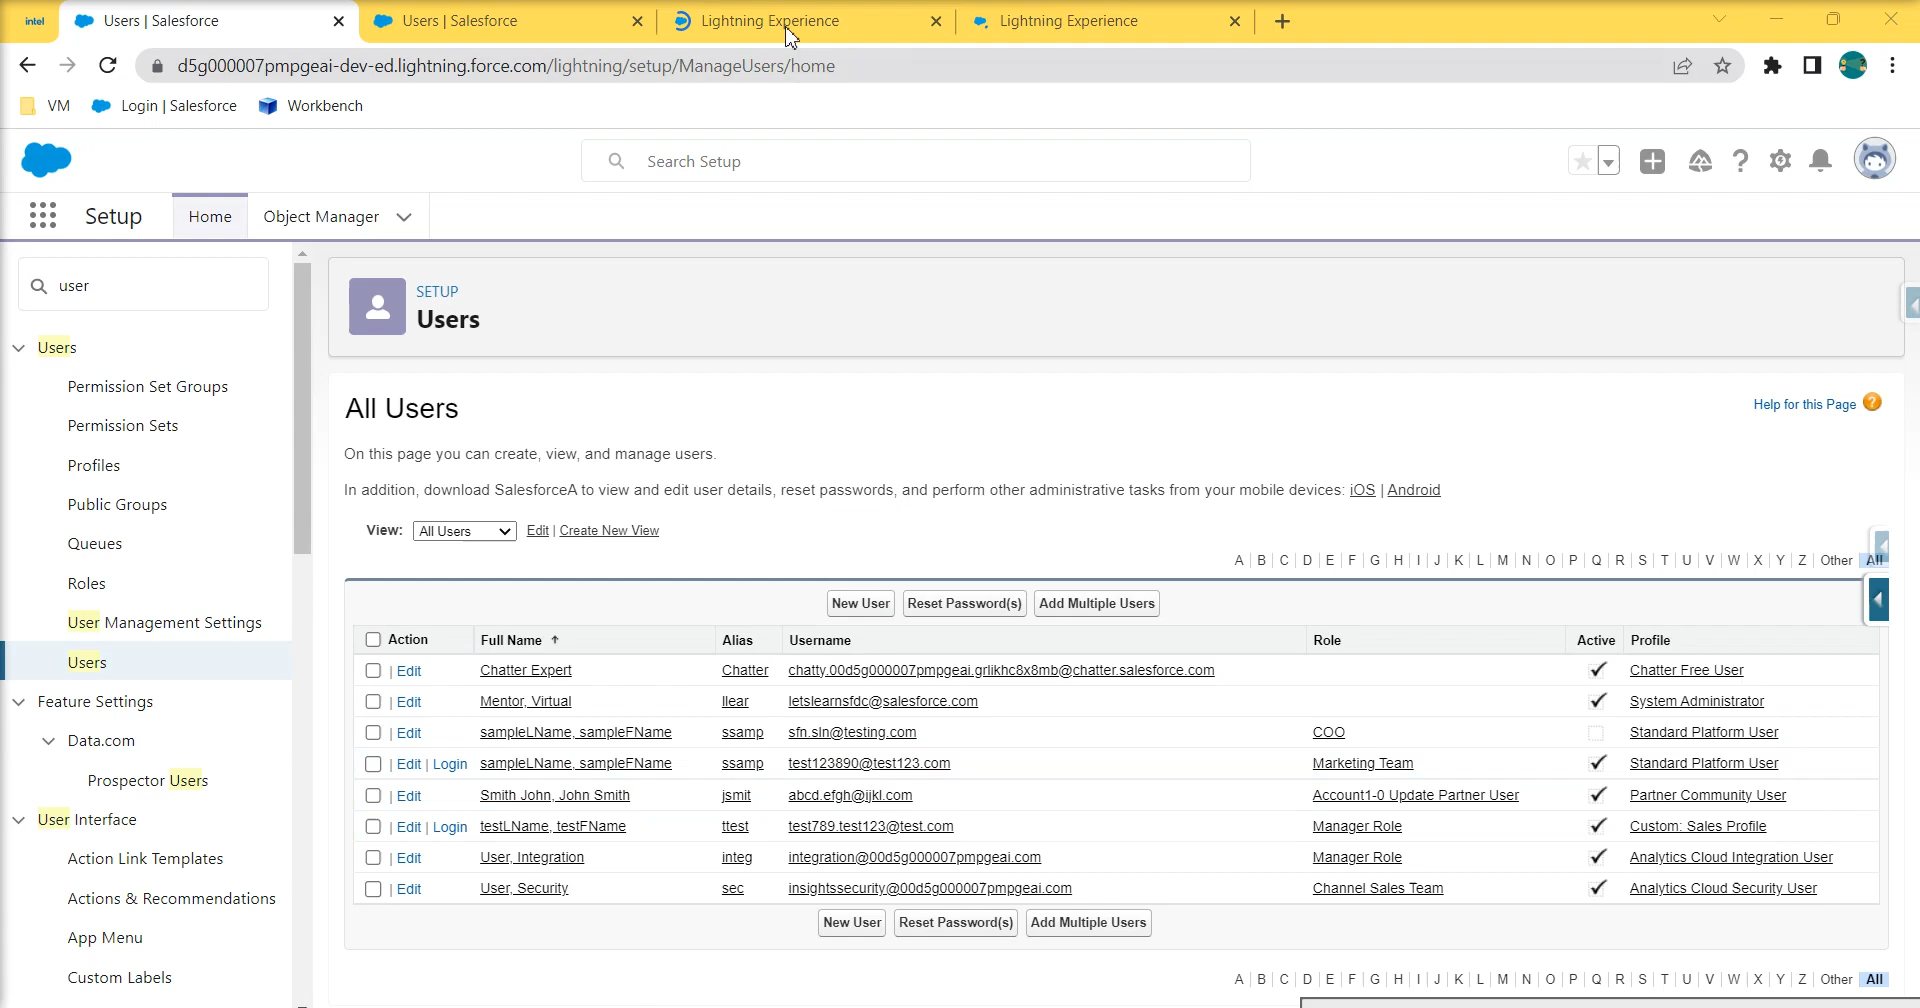 intel
Users | Salesforce
Users | Salesforce
Lightning Experience
Lightning Experience
d5g000007pmpgeai-dev-ed.lightning.force.com/lightning/setup/ManageUsers/home
VM
Login | Salesforce
Workbench
Search Setup
Setup
Home
Object Manager
user
SETUP
Users
Users
Permission Set Groups
Permission Sets
Profiles
Public Groups
Queues
Roles
User Management Settings
Users
Feature Settings
Data.com
Prospector Users
User Interface
Action Link Templates
Actions & Recommendations
App Menu
Custom Labels
All Users
Help for this Page ?
On this page you can create, view, and manage users.
In addition, download SalesforceA to view and edit user details, reset passwords, and perform other administrative tasks from your mobile devices: iOS | Android
View: All Users Edit | Create New View
A | B | C | D | E | F | G | H | I | J | K | L | M | N | O | P | Q | R | S | T | U | V | W | X | Y | Z | Other All
New User Reset Password(s) Add Multiple Users
Action Full Name Alias Username Role Active Profile
| Edit Chatter Expert Chatter chatty.00d5g000007pmpgeai.grlikhc8x8mb@chatter.salesforce.com Chatter Free User
| Edit Mentor, Virtual llear letslearnsfdc@salesforce.com System Administrator
| Edit sampleLName, sampleFName ssamp sfn.sln@testing.com COO Standard Platform User
| Edit | Login sampleLName, sampleFName ssamp test123890@test123.com Marketing Team Standard Platform User
| Edit Smith John, John Smith jsmit abcd.efgh@ijkl.com Account1-0 Update Partner User Partner Community User
| Edit | Login testLName, testFName ttest test789.test123@test.com Manager Role Custom: Sales Profile
| Edit User, Integration integ integration@00d5g000007pmpgeai.com Manager Role Analytics Cloud Integration User
| Edit User, Security sec insightssecurity@00d5g000007pmpgeai.com Channel Sales Team Analytics Cloud Security User
New User Reset Password(s) Add Multiple Users
A | B | C | D | E | F | G | H | I | J | K | L | M | N | O | P | Q | R | S | T | U | V | W | X | Y | Z | Other All